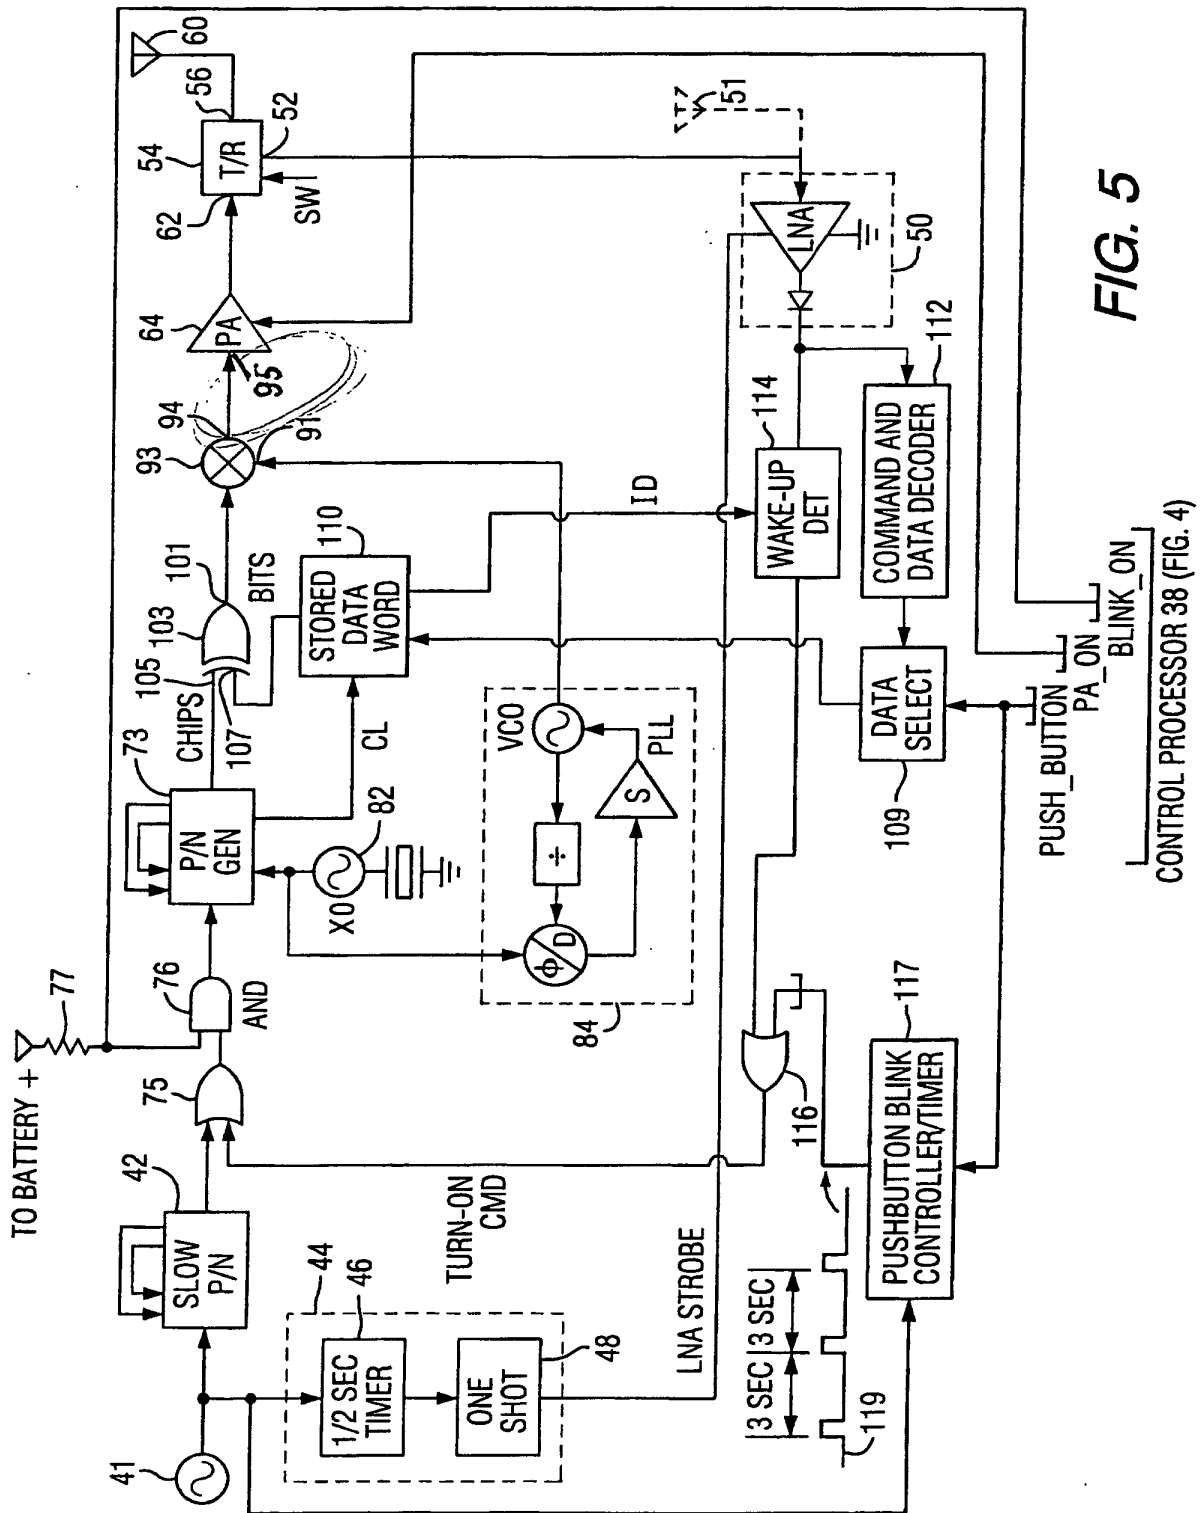 TO BATTERY +
77
41
42
SLOW
P/N
75
76
AND
73
P/N
GEN
CHIPS
105
107
103
101
BITS
93
94
91
95
64
PA
62
54
T/R
56
52
SW
60
44
46
1/2 SEC
TIMER
48
ONE
SHOT
TURN-ON
CMD
LNA STROBE
X0
82
CL
110
STORED
DATA
WORD
ID
84
ϕ
D
÷
VCO
S
PLL
51
LNA
50
114
WAKE-UP
DET
112
COMMAND AND
DATA DECODER
109
DATA
SELECT
116
117
PUSHBUTTON BLINK
CONTROLLER/TIMER
3 SEC
3 SEC
119
PUSH_BUTTON
PA_ON
BLINK_ON
CONTROL PROCESSOR 38 (FIG. 4)
FIG. 5